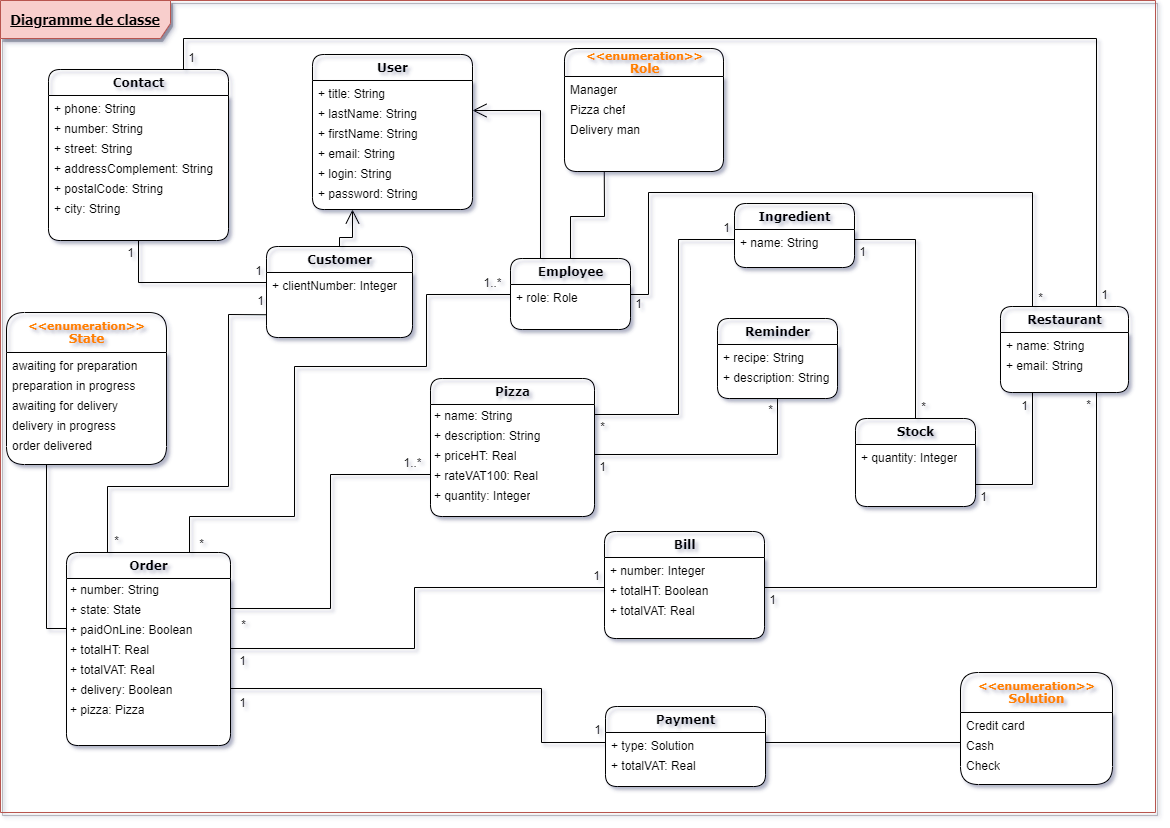 Diagramme de classe
1
Contact
+ phone: String
+ number: String
+ street: String
+ addressComplement: String
+ postalCode: String
+ city: String
1
User
+ title: String
+ lastName: String
+ firstName: String
+ email: String
+ login: String
+ password: String
<<enumeration>>
Role
Manager
Pizza chef
Delivery man
Customer
+ clientNumber: Integer
1
1
Employee
+ role: Role
1..*
1
Ingredient
+ name: String
1
1
Restaurant
+ name: String
+ email: String
*
1
1
*
<<enumeration>>
State
awaiting for preparation
preparation in progress
awaiting for delivery
delivery in progress
order delivered
Reminder
+ recipe: String
+ description: String
*
Pizza
+ name: String
+ description: String
+ priceHT: Real
+ rateVAT100: Real
+ quantity: Integer
*
1
1..*
Stock
+ quantity: Integer
*
1
Order
+ number: String
+ state: State
+ paidOnLine: Boolean
+ totalHT: Real
+ totalVAT: Real
+ delivery: Boolean
+ pizza: Pizza
*
*
*
1
1
Bill
+ number: Integer
+ totalHT: Boolean
+ totalVAT: Real
1
1
Payment
+ type: Solution
+ totalVAT: Real
1
<<enumeration>>
Solution
Credit card
Cash
Check